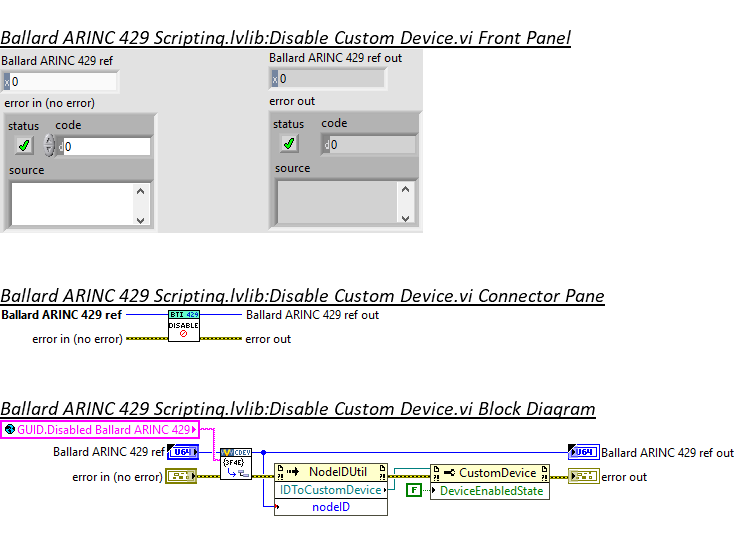 Ballard ARINC 429 Scripting.lvlib:Disable Custom Device.vi Front Panel
Ballard ARINC 429 ref
Ballard ARINC 429 ref out
x 0
x 0
error in (no error)
error out
status code
status code
d 0
d 0
source
source
Ballard ARINC 429 Scripting.lvlib:Disable Custom Device.vi Connector Pane
Ballard ARINC 429 ref
BTI 429
Ballard ARINC 429 ref out
DISABLE
error in (no error)
error out
Ballard ARINC 429 Scripting.lvlib:Disable Custom Device.vi Block Diagram
GUID.Disabled Ballard ARINC 429
Ballard ARINC 429 ref
U64
CDEV
U64
Ballard ARINC 429 ref out
{3F4E}
error in (no error)
NodeIDUtil
CustomDevice
error out
IDToCustomDevice
F
DeviceEnabledState
nodeID